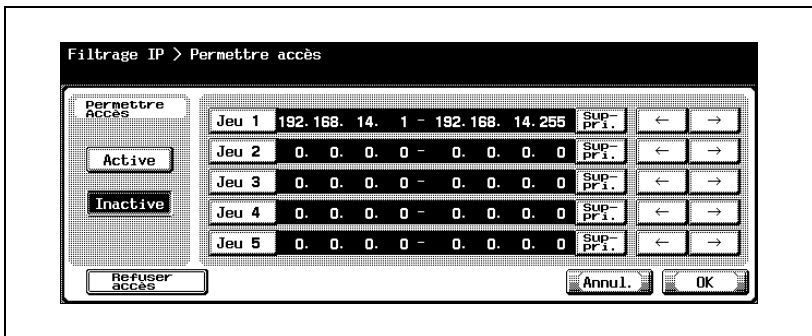 Filtrage IP > Permettre accès
Permettre
Accès
Active
Inactive
Jeu 1 192.168. 14. 1 - 192.168. 14.255 Sup-
pri. ← →
Jeu 2 0. 0. 0. 0 - 0. 0. 0. 0 Sup-
pri. ← →
Jeu 3 0. 0. 0. 0 - 0. 0. 0. 0 Sup-
pri. ← →
Jeu 4 0. 0. 0. 0 - 0. 0. 0. 0 Sup-
pri. ← →
Jeu 5 0. 0. 0. 0 - 0. 0. 0. 0 Sup-
pri. ← →
Refuser
accès
Annul. OK